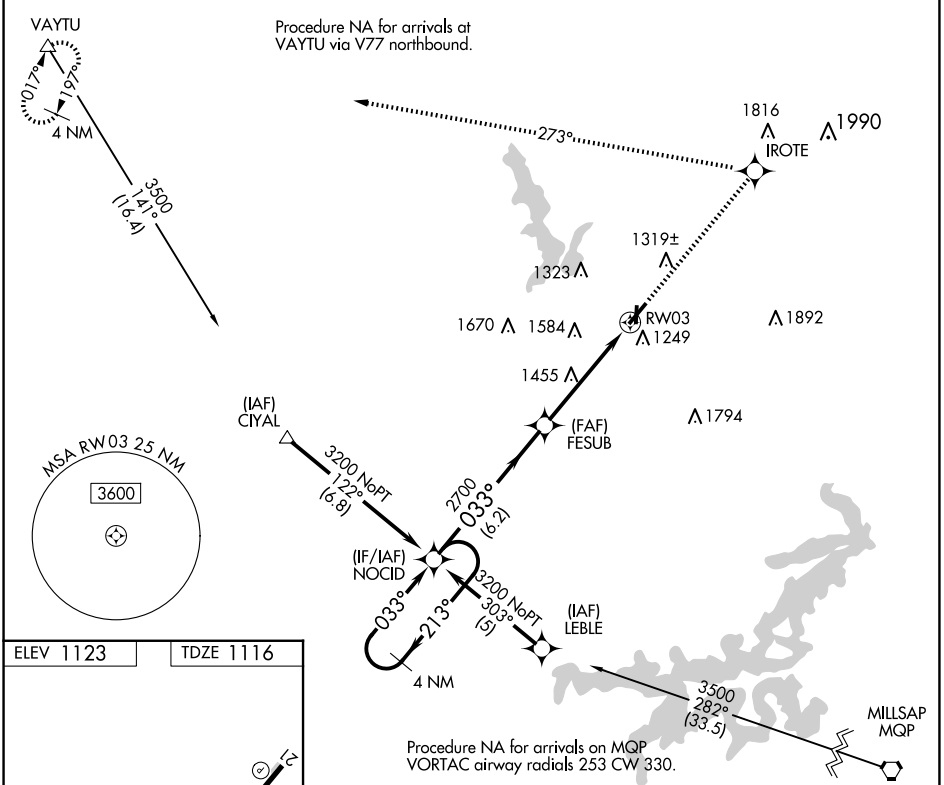 VAYTU
017°
197°
4 NM
Procedure NA for arrivals at
VAYTU via V77 northbound.
3500
141°
(16.4)
273°
1816
1990
IROTE
1319±
1323
1670
1584
RW03
1249
1892
1455
1794
(IAF)
CIYAL
3200 NoPT
122°
(6.8)
(FAF)
FESUB
2700
033°
(6.2)
MSA RW03 25 NM
3600
(IF/IAF)
NOCID
033°
213°
4 NM
3200 NoPT
303°
(5)
(IAF)
LEBLE
3500
282°
(33.5)
MILLSAP
MQP
Procedure NA for arrivals on MQP
VORTAC airway radials 253 CW 330.
ELEV 1123
TDZE 1116
P
21